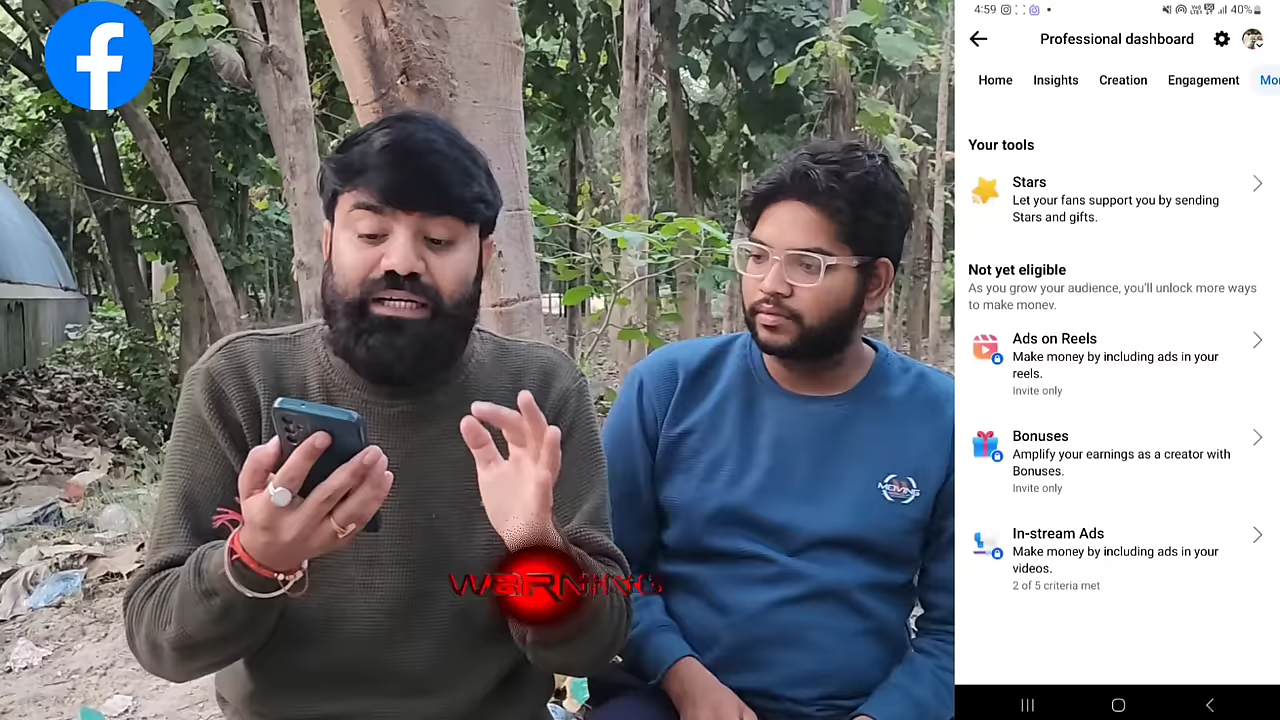 4:59
40%
Professional dashboard
Home Insights Creation Engagement Mon
Your tools
Stars
Let your fans support you by sending
Stars and gifts.
Not yet eligible
As you grow your audience, you'll unlock more ways
to make money.
Ads on Reels
Make money by including ads in your
reels.
Invite only
Bonuses
Amplify your earnings as a creator with
Bonuses.
Invite only
In-stream Ads
Make money by including ads in your
videos.
2 of 5 criteria met
MOVING
WARNING